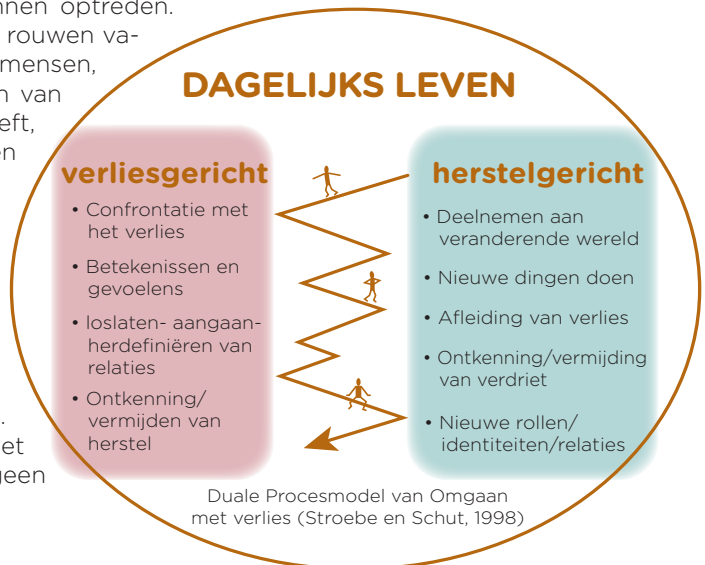 nnen optreden.
rouwen va-
mensen,
n van
eft,
en
.
et
geen
DAGELIJKS LEVEN
verliesgericht
• Confrontatie met
het verlies
• Betekenissen en
gevoelens
• loslaten- aangaan-
herdefiniëren van
relaties
• Ontkenning/
vermijden van
herstel
herstelgericht
• Deelnemen aan
veranderende wereld
• Nieuwe dingen doen
• Afleiding van verlies
• Ontkenning/vermijding
van verdriet
• Nieuwe rollen/
identiteiten/relaties
Duale Procesmodel van Omgaan
met verlies (Stroebe en Schut, 1998)